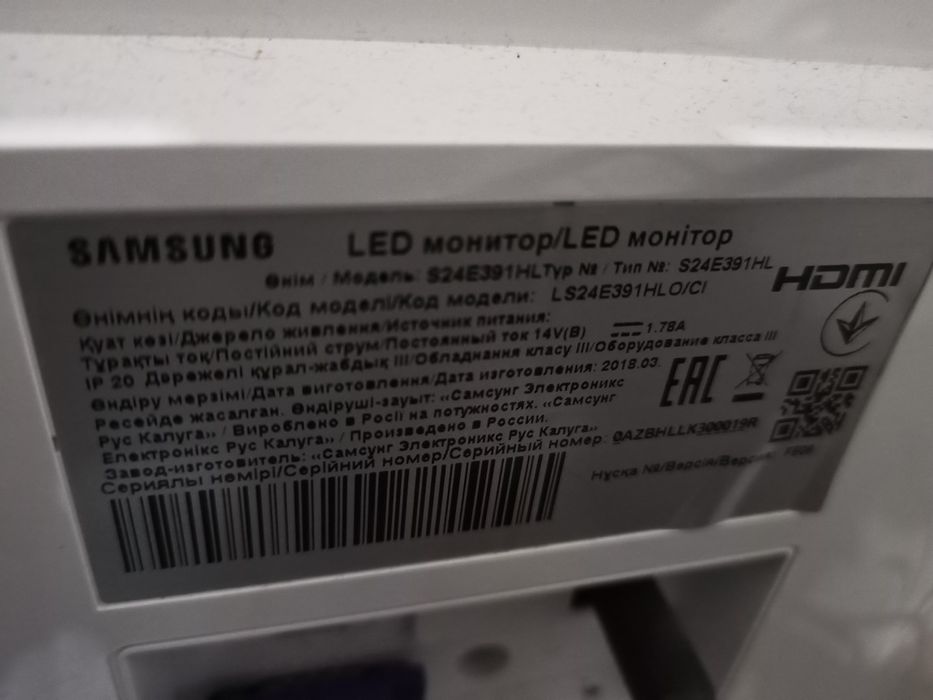 SAMSUNG
LED монитор/LED монітор
Өнім / Модель: S24E391HL Typ № / Тип №: S24E391HL
HDMI
Өнімнің коды/Код моделі/Код модели: LS24E391HLO/CI
Қуат көзі/Джерело живлення/Источник питания:
Тұрақты ток/Постійний струм/Постоянный ток 14V(B) 1.78A
IP 20 Дәрежелі құрал-жабдық III/Обладнання класу III/Оборудование класса III
Өндіру мерзімі/Дата виготовлення/Дата изготовления: 2018.03.
EAC
Ресейде жасалған. Өндіруші-зауыт: «Самсунг Электроникс
Рус Калуга» / Вироблено в Росії на потужностях. «Самсунг
Електронікс Рус Калуга» / Произведено в России.
Завод-изготовитель: «Самсунг Электроникс Рус Калуга»
Сериялы нөмірі/Серійний номер/Серийный номер: 0AZBHLLK300019R
Нұсқа №/Версія/Версия: